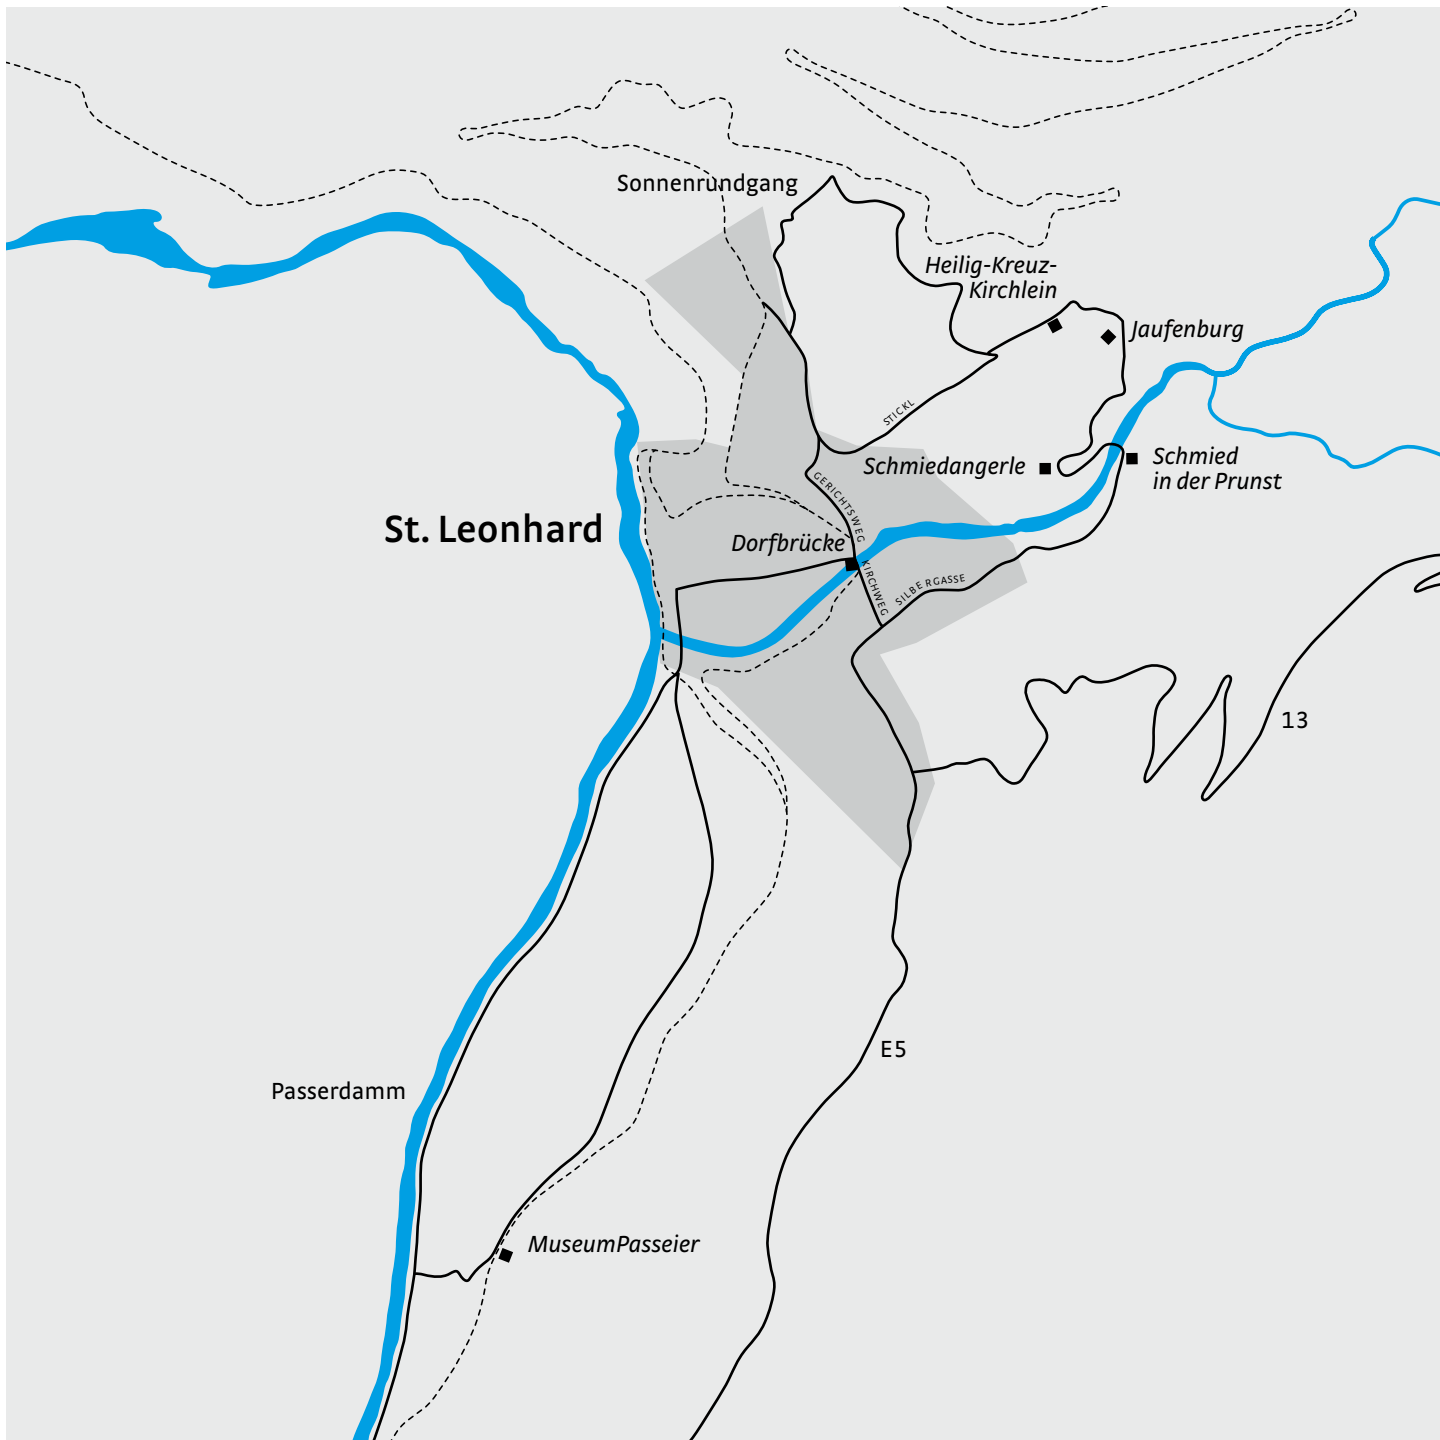 Sonnenrundgang
Heilig-Kreuz-
Kirchlein
Jaufenburg
STICKL
Schmiedangerle
Schmied
in der Prunst
GERICHTSWEG
St. Leonhard
Dorfbrücke
KIRCHWEG
SILBERGASSE
13
E5
Passerdamm
MuseumPasseier